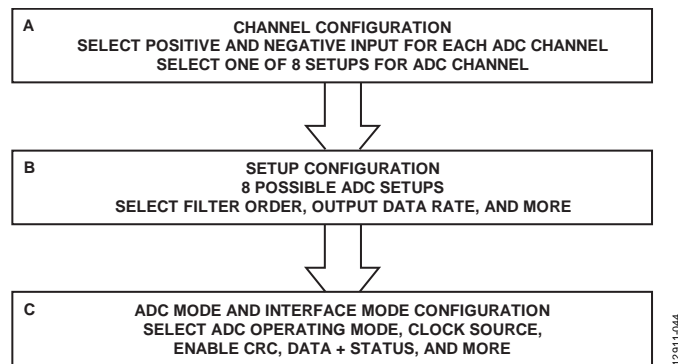 A
CHANNEL CONFIGURATION
SELECT POSITIVE AND NEGATIVE INPUT FOR EACH ADC CHANNEL
SELECT ONE OF 8 SETUPS FOR ADC CHANNEL
B
SETUP CONFIGURATION
8 POSSIBLE ADC SETUPS
SELECT FILTER ORDER, OUTPUT DATA RATE, AND MORE
C
ADC MODE AND INTERFACE MODE CONFIGURATION
SELECT ADC OPERATING MODE, CLOCK SOURCE,
ENABLE CRC, DATA + STATUS, AND MORE
12911-044